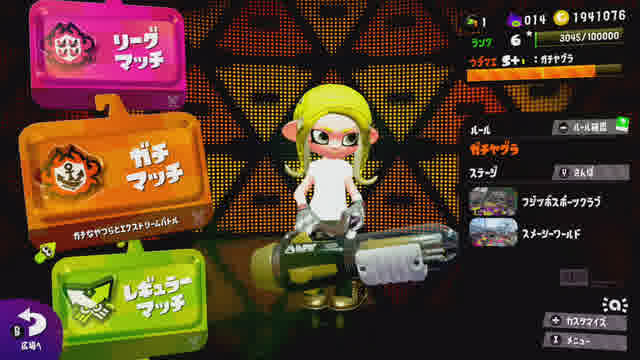 リーグ
マッチ
ガチ
マッチ
ガチなやつらとエクストリームバトル
レギュラー
マッチ
B
広場へ
1
014
1941076
ランク
6★
3045/100000
ウデマエ S+1 : ガチヤグラ
ルール
ルール確認
ガチヤグラ
ステージ
Y さんぽ
フジツボスポーツクラブ
スメーシーワールド
+ カスタマイズ
X メニュー